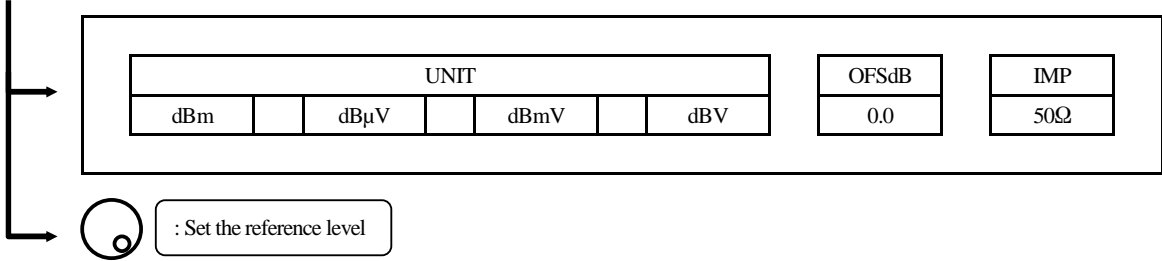 UNIT OFSdB IMP
dBm dBµV dBmV dBV 0.0 50Ω
: Set the reference level